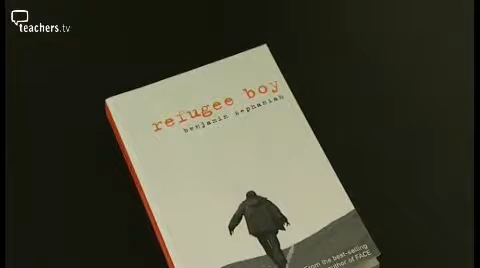 teachers.tv
refugee boy
benjamin zephaniah
From the best-selling
author of FACE